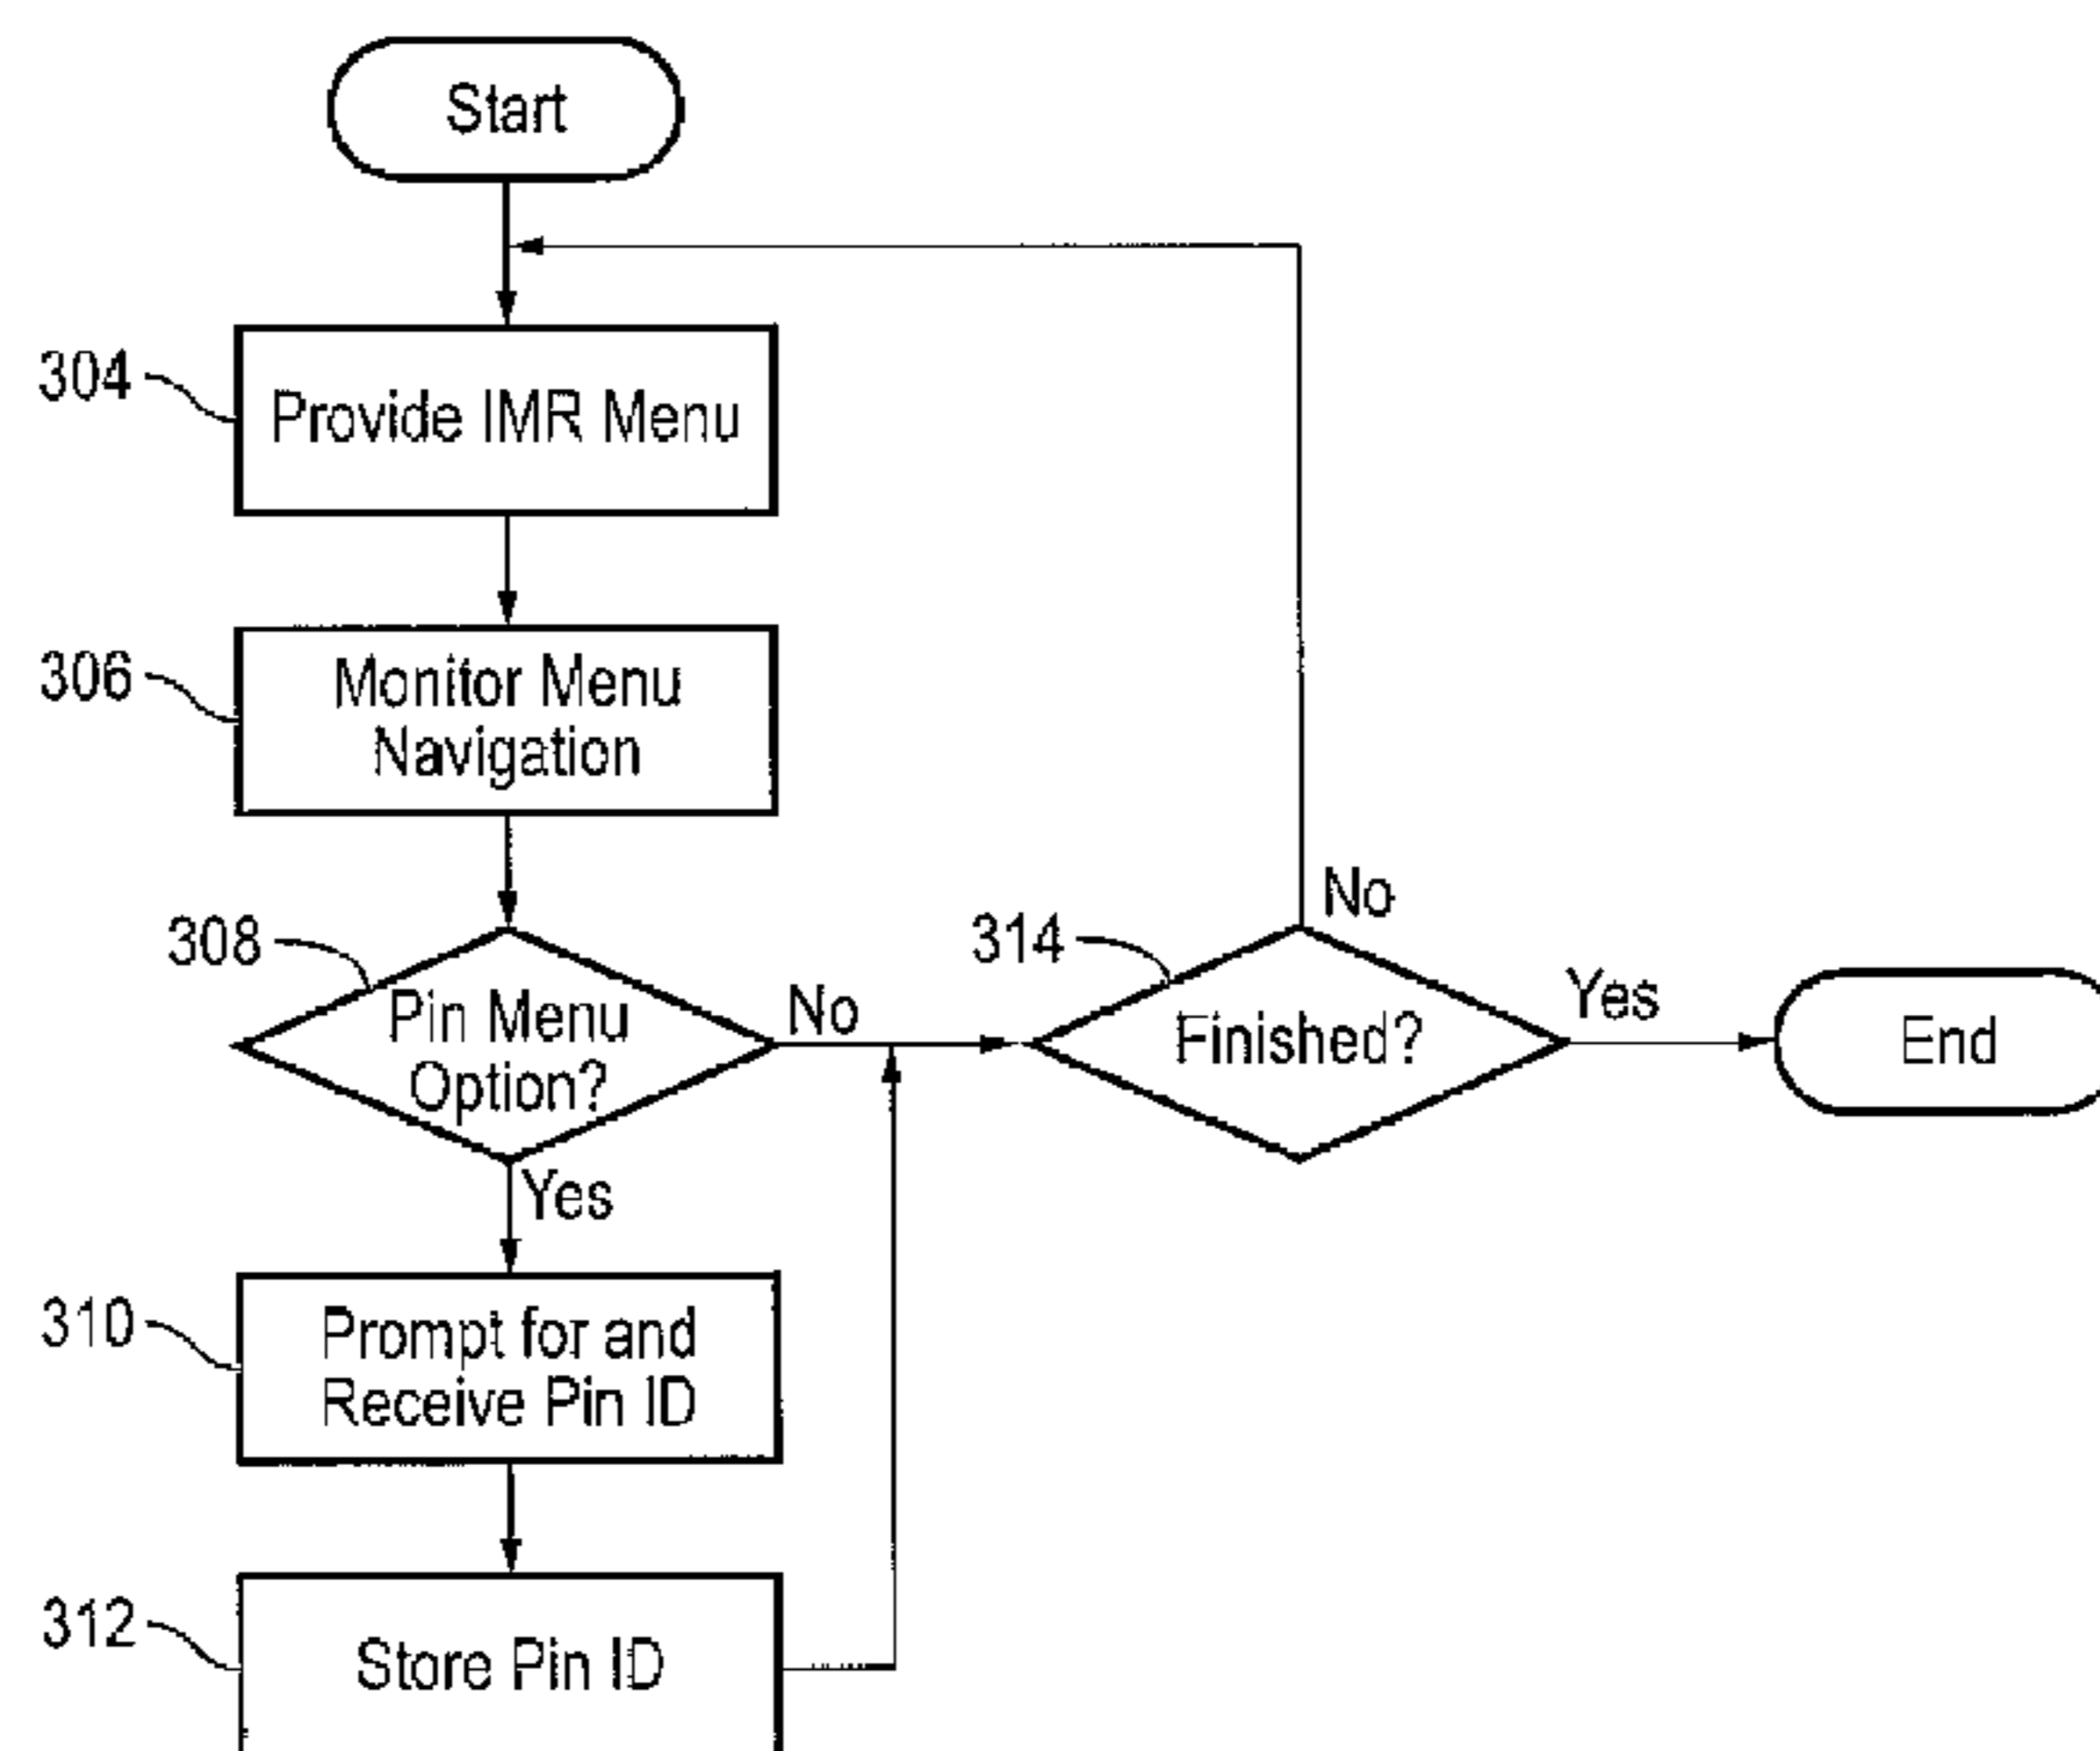 Start
304
Provide IMR Menu
306
Monitor Menu
Navigation
308
Pin Menu
Option?
No
314
Finished?
No
Yes
End
Yes
310
Prompt for and
Receive Pin ID
312
Store Pin ID